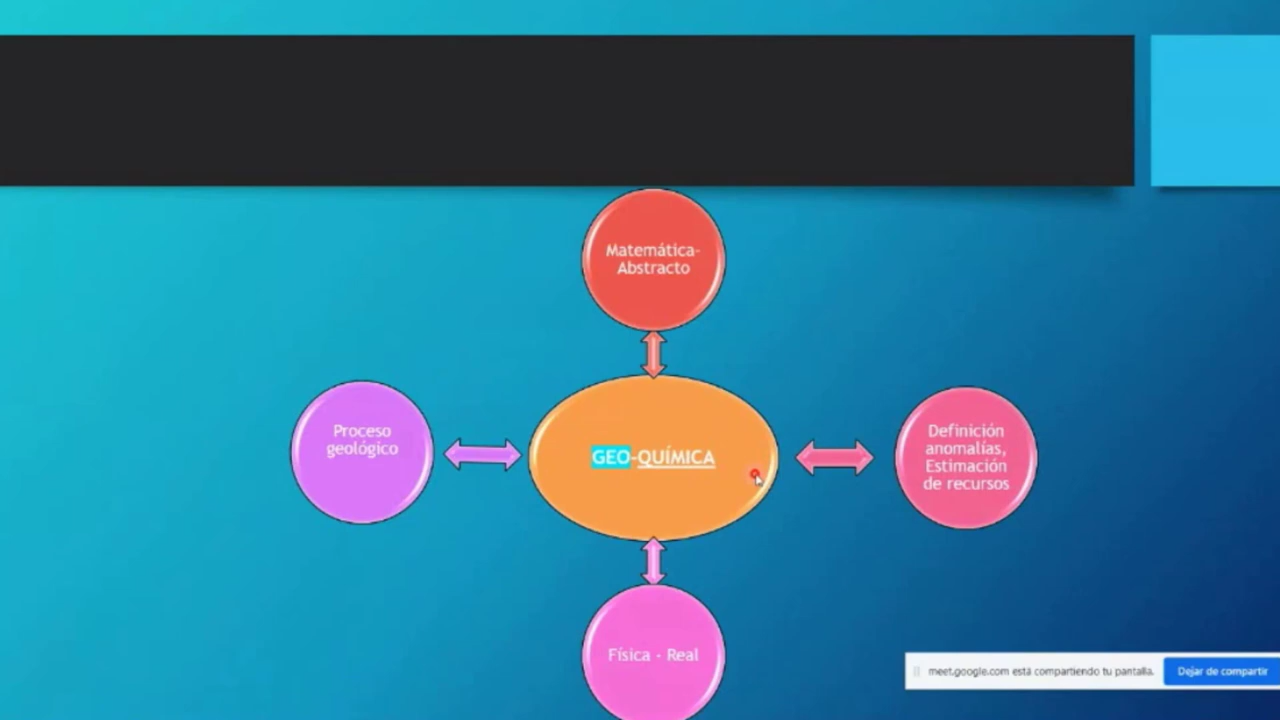 Matemática-
Abstracto
Proceso
geológico
GEO-QUÍMICA
Definición
anomalías,
Estimación
de recursos
Física - Real
meet.google.com está compartiendo tu pantalla.
Dejar de compartir